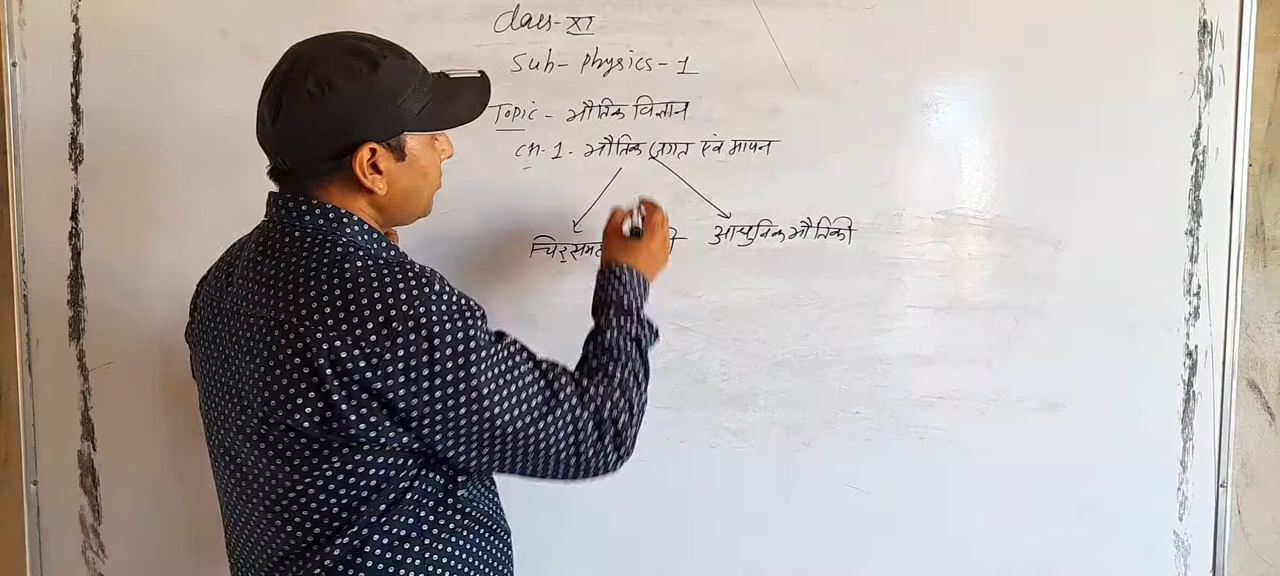 Class-XI
Sub- Physics-1
Topic - भौतिक विज्ञान
CH-1- भौतिक जगत एवं मापन
आधुनिक भौतिकी